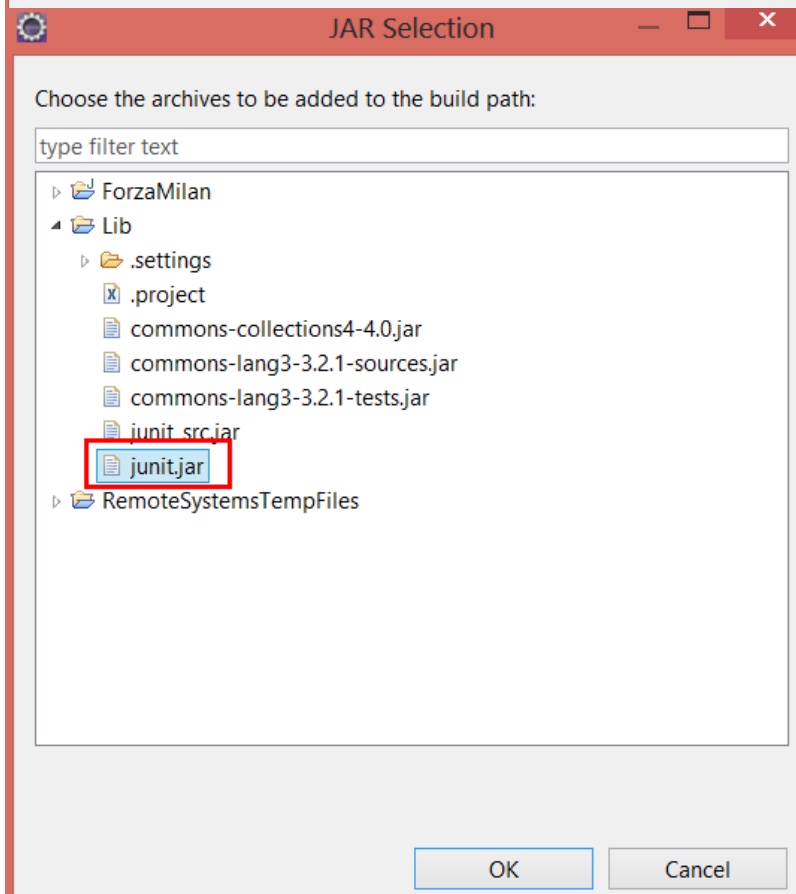 JAR Selection
Choose the archives to be added to the build path:
type filter text
ForzaMilan
Lib
.settings
.project
commons-collections4-4.0.jar
commons-lang3-3.2.1-sources.jar
commons-lang3-3.2.1-tests.jar
junit_src.jar
junit.jar
RemoteSystemsTempFiles
OK Cancel